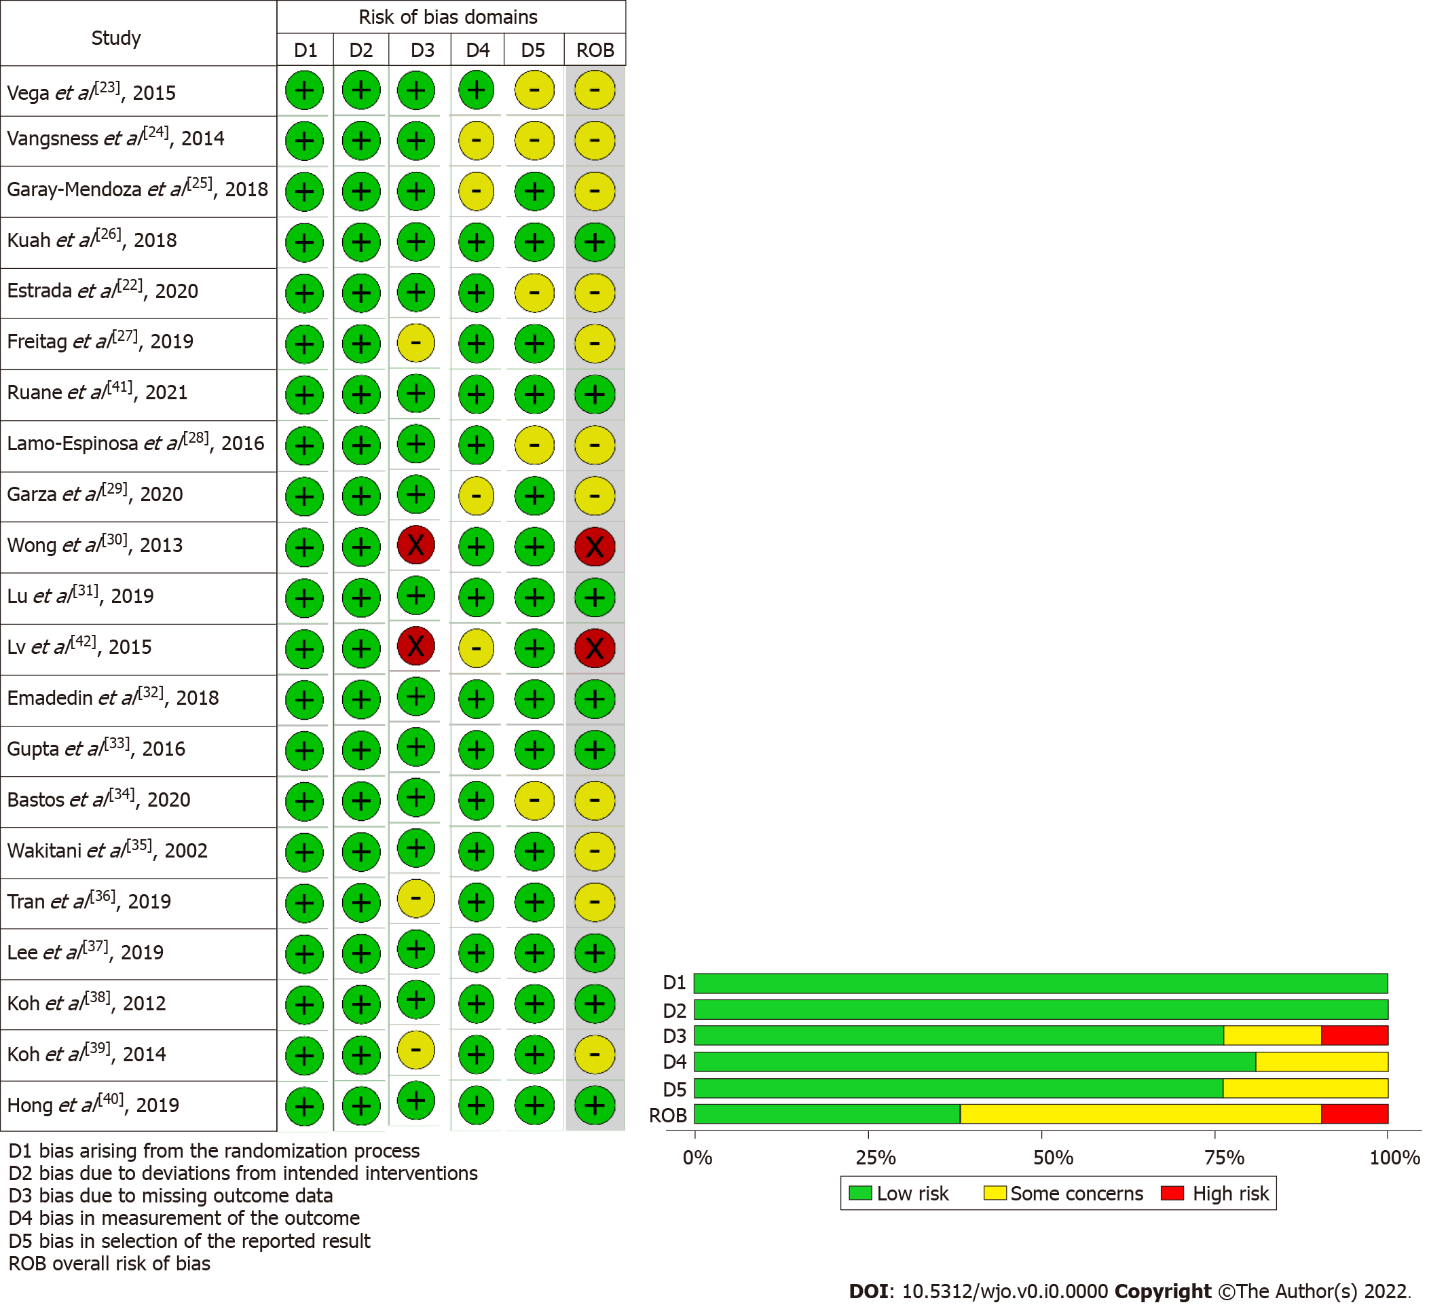 Study
Risk of bias domains
D1 D2 D3 D4 D5 ROB
Vega et al[23], 2015 + + + + - -
Vangsness et al[24], 2014 + + + - - -
Garay-Mendoza et al[25], 2018 + + + - + -
Kuah et al[26], 2018 + + + + + +
Estrada et al[22], 2020 + + + + - -
Freitag et al[27], 2019 + + - + + -
Ruane et al[41], 2021 + + + + + +
Lamo-Espinosa et al[28], 2016 + + + + - -
Garza et al[29], 2020 + + + - + -
Wong et al[30], 2013 + + X + + X
Lu et al[31], 2019 + + + + + +
Lv et al[42], 2015 + + X - + X
Emadedin et al[32], 2018 + + + + + +
Gupta et al[33], 2016 + + + + + +
Bastos et al[34], 2020 + + + + - -
Wakitani et al[35], 2002 + + + + + -
Tran et al[36], 2019 + + - + + -
Lee et al[37], 2019 + + + + + +
Koh et al[38], 2012 + + + + + +
Koh et al[39], 2014 + + - + + -
Hong et al[40], 2019 + + + + + +
D1 bias arising from the randomization process
D2 bias due to deviations from intended interventions
D3 bias due to missing outcome data
D4 bias in measurement of the outcome
D5 bias in selection of the reported result
ROB overall risk of bias
D1
D2
D3
D4
D5
ROB
0% 25% 50% 75% 100%
Low risk Some concerns High risk
DOI: 10.5312/wjo.v0.i0.0000 Copyright ©The Author(s) 2022.